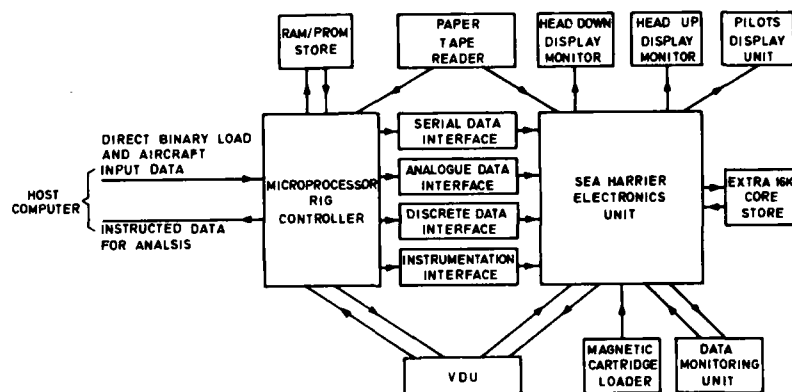 RAM/PROM
STORE
PAPER
TAPE
READER
HEAD DOWN
DISPLAY
MONITOR
HEAD UP
DISPLAY
MONITOR
PILOTS
DISPLAY
UNIT
DIRECT BINARY LOAD
AND AIRCRAFT
INPUT DATA
HOST
COMPUTER
INSTRUCTED DATA
FOR ANALSIS
MICROPROCESSOR
RIG
CONTROLLER
SERIAL DATA
INTERFACE
ANALOGUE DATA
INTERFACE
DISCRETE DATA
INTERFACE
INSTRUMENTATION
INTERFACE
SEA HARRIER
ELECTRONICS
UNIT
EXTRA 16K
CORE
STORE
VDU
MAGNETIC
CARTRIDGE
LOADER
DATA
MONITORING
UNIT